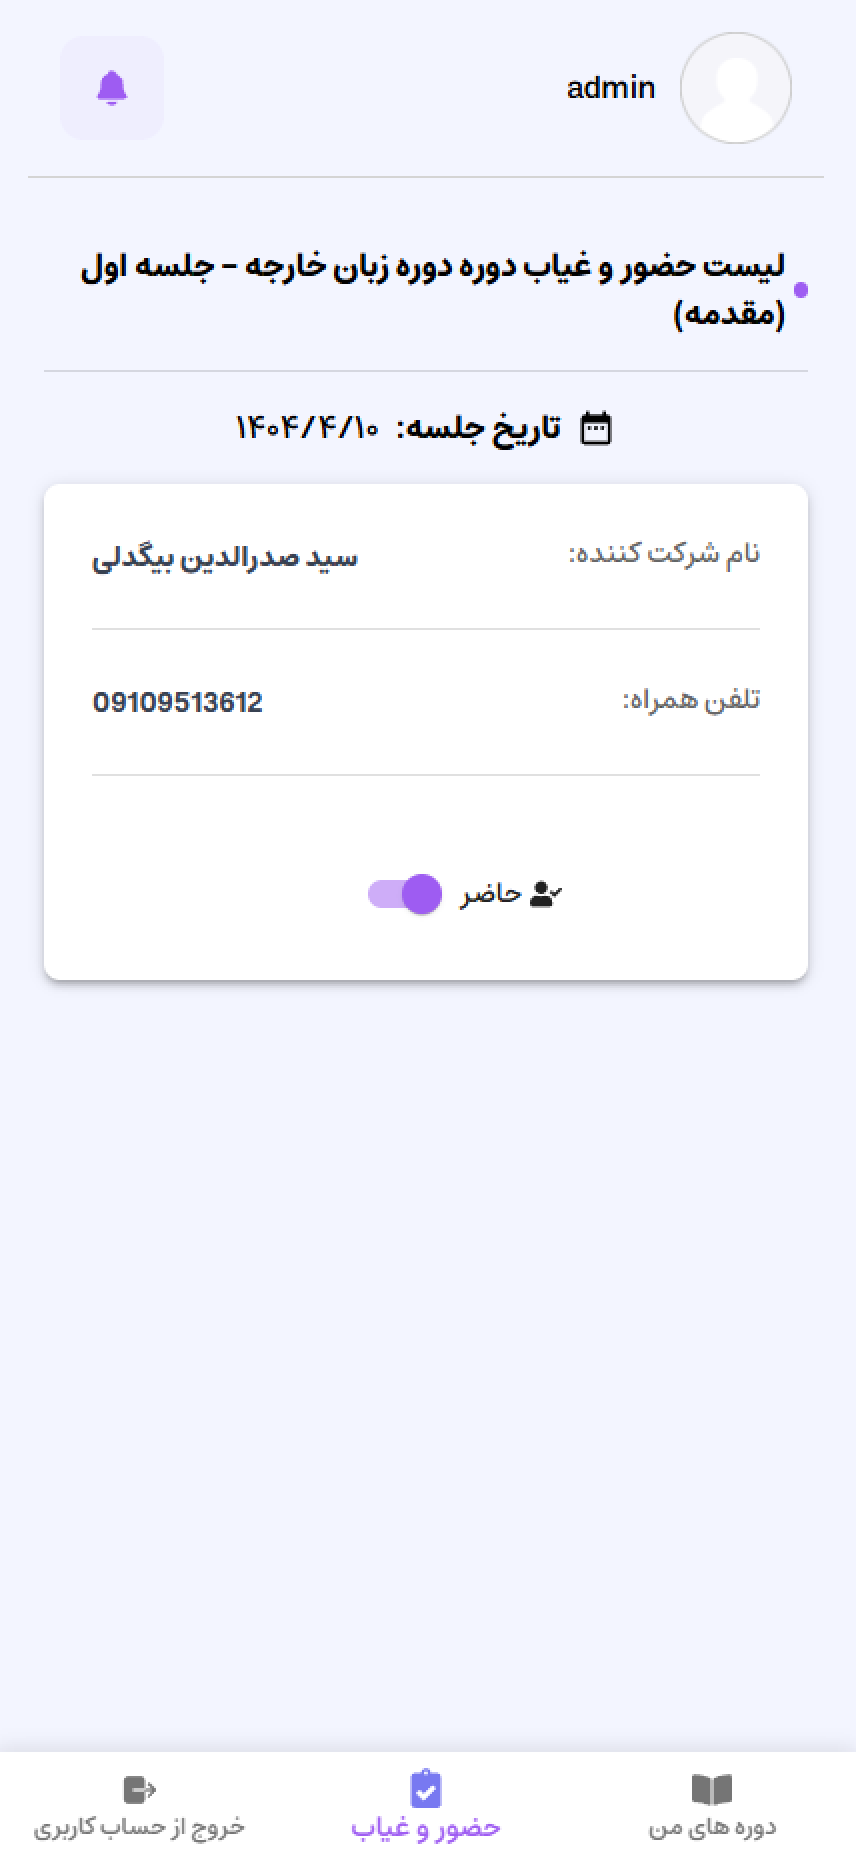 admin
لیست حضور و غیاب دوره دوره زبان خارجه - جلسه اول
(مقدمه)
تاریخ جلسه: ۱۴۰۴/۴/۱۰
نام شرکت کننده: سید صدرالدین بیگدلی
تلفن همراه: 09109513612
حاضر
دوره های من
حضور و غیاب
خروج از حساب کاربری